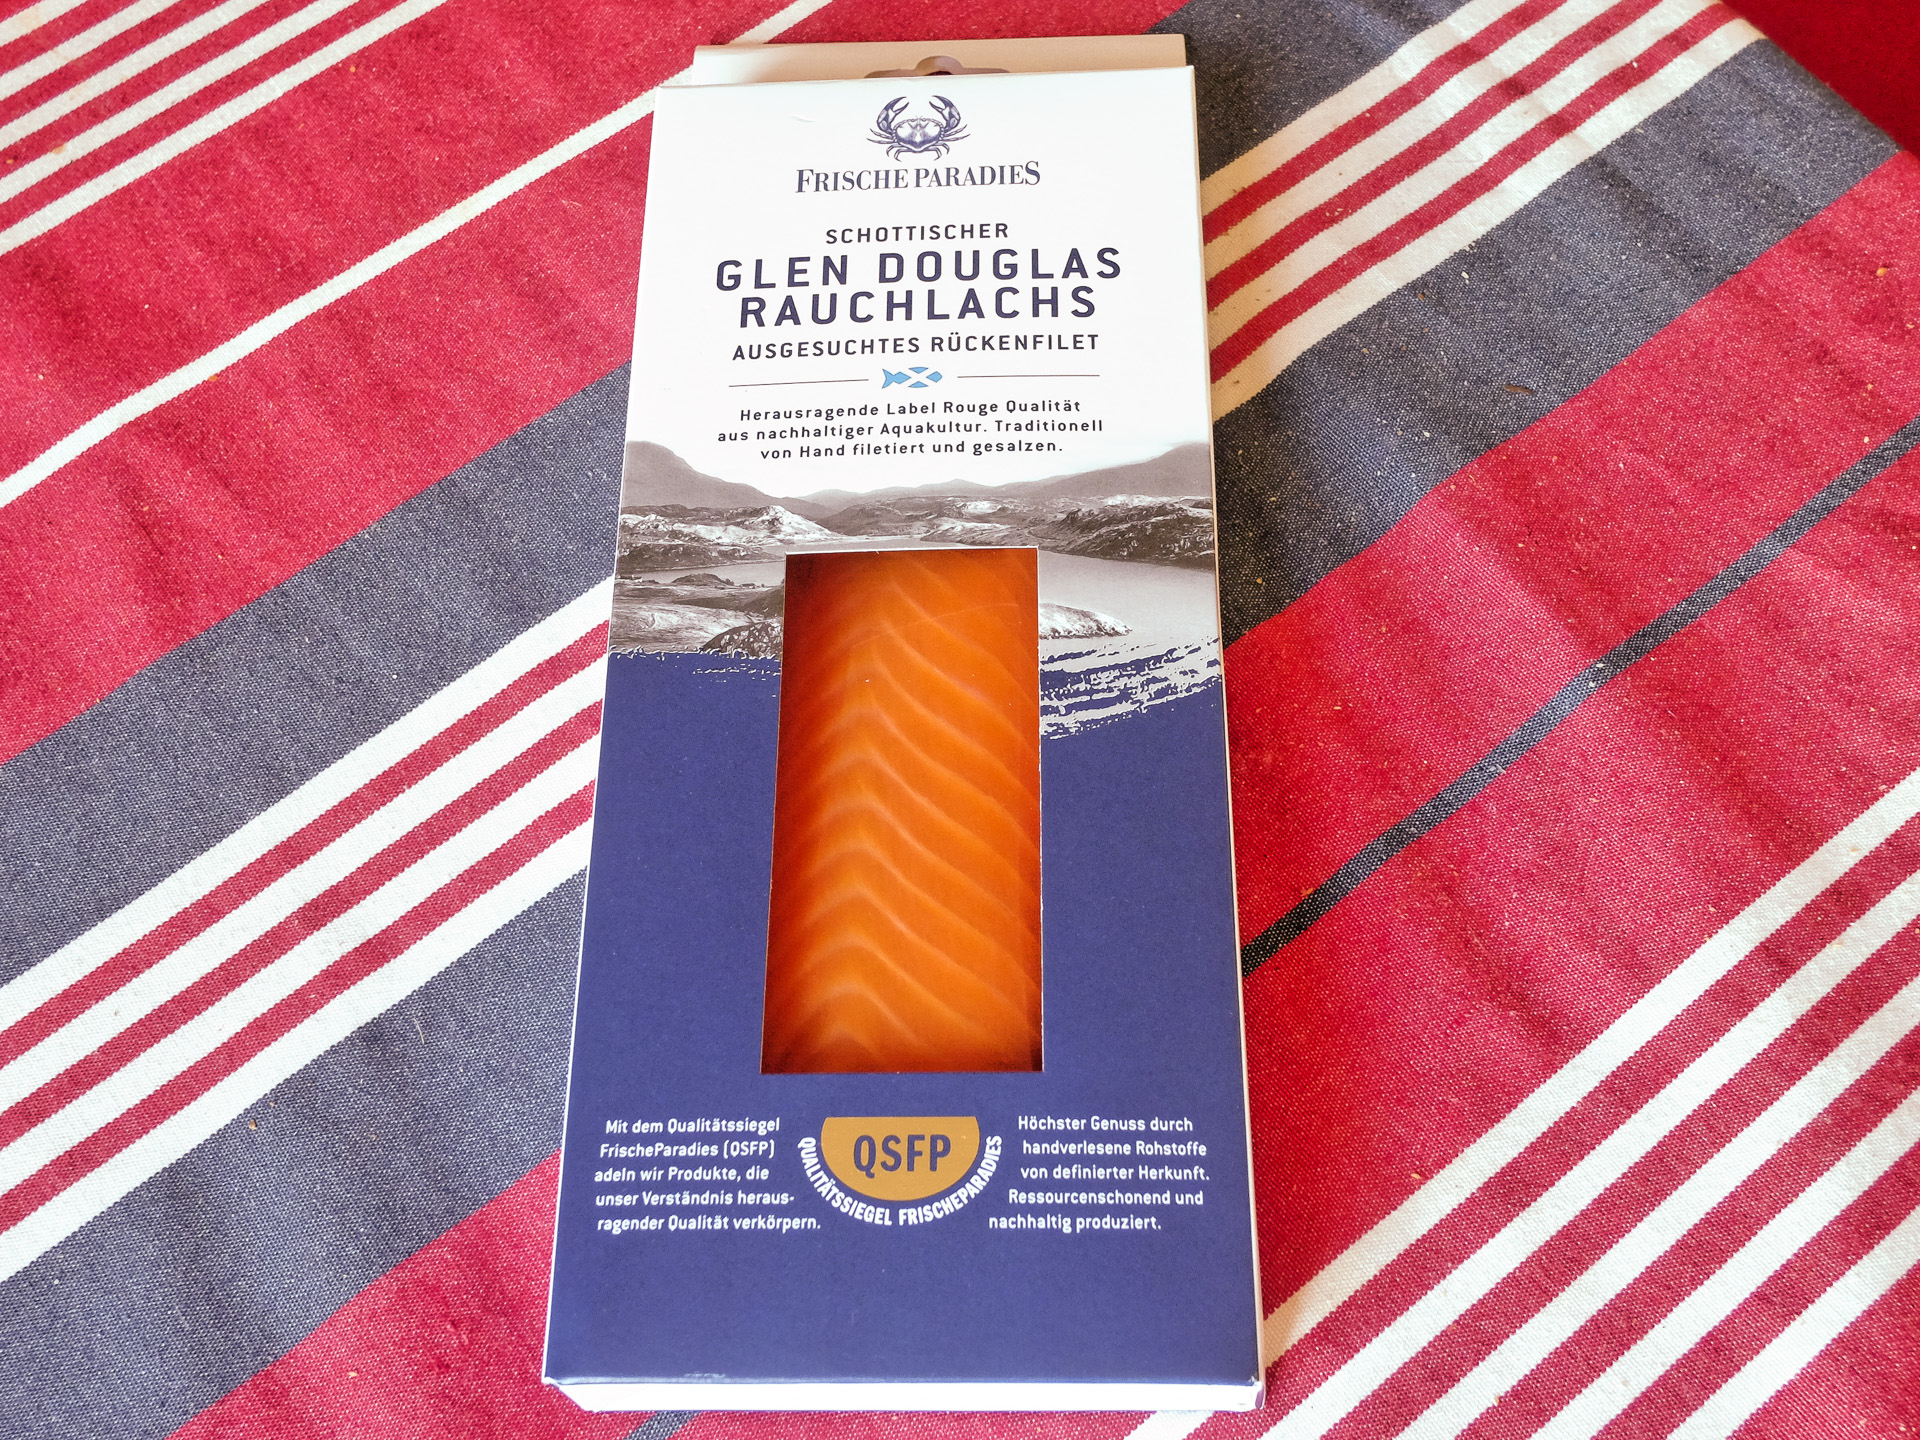 FRISCHEPARADIES
SCHOTTISCHER
GLEN DOUGLAS
RAUCHLACHS
AUSGESUCHTES RÜCKENFILET
Herausragende Label Rouge Qualität
aus nachhaltiger Aquakultur. Traditionell
von Hand filetiert und gesalzen.
Mit dem Qualitätssiegel
FrischeParadies (QSFP)
adeln wir Produkte, die
unser Verständnis heraus-
ragender Qualität verkörpern.
QSFP
QUALITÄTSSIEGEL FRISCHEPARADIES
Höchster Genuss durch
handverlesene Rohstoffe
von definierter Herkunft.
Ressourcenschonend und
nachhaltig produziert.